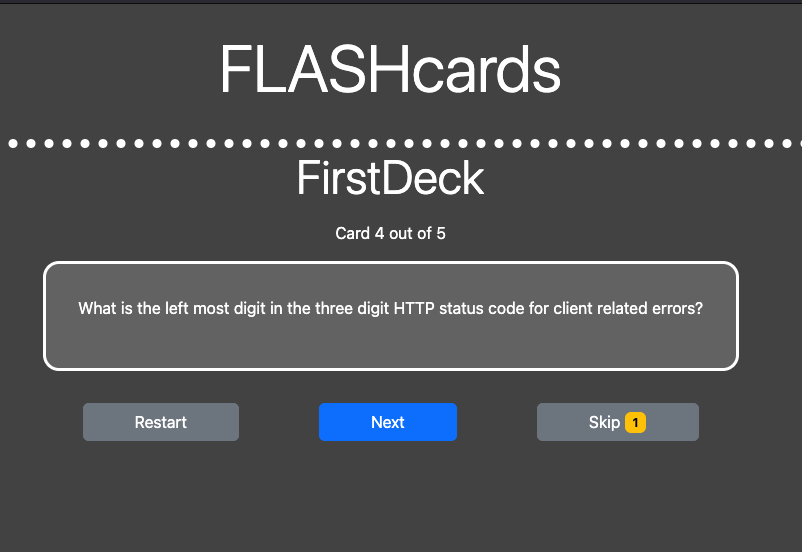 FLASHcards
FirstDeck
Card 4 out of 5
What is the left most digit in the three digit HTTP status code for client related errors?
Restart
Next
Skip 1